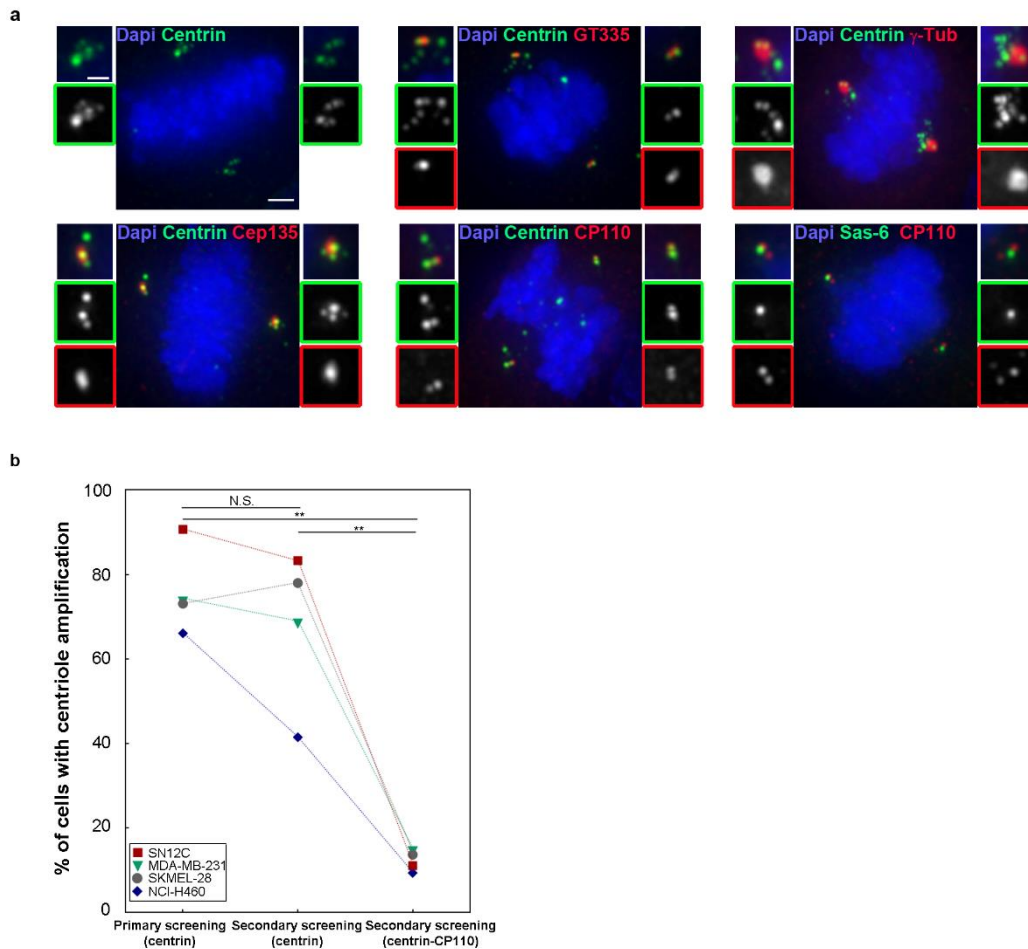 a
Dapi Centrin
Dapi Centrin GT335
Dapi Centrin γ-Tub
Dapi Centrin Cep135
Dapi Centrin CP110
Dapi Sas-6 CP110
b
% of cells with centriole amplification
100
80
60
40
20
0
N.S.
**
**
SN12C
MDA-MB-231
SKMEL-28
NCI-H460
Primary screening Secondary screening Secondary screening
(centrin) (centrin) (centrin-CP110)